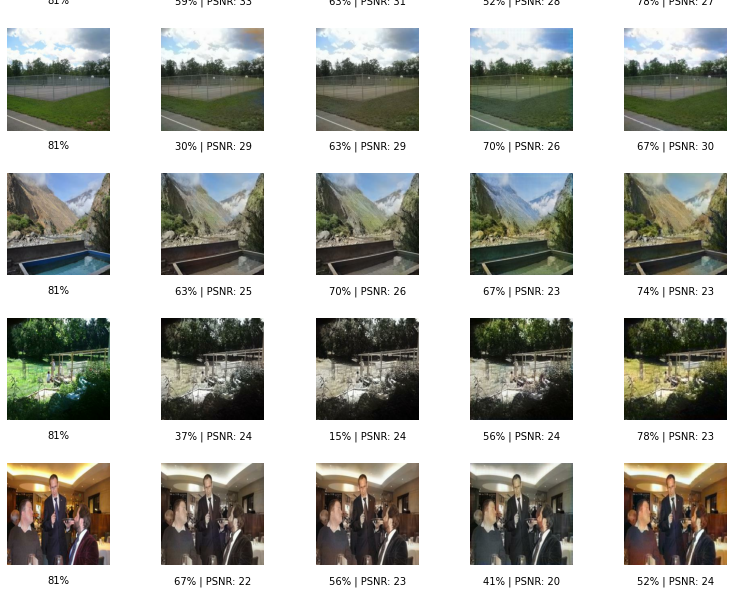 81% 59% | PSNR: 33 63% | PSNR: 31 52% | PSNR: 28 78% | PSNR: 27
81% 30% | PSNR: 29 63% | PSNR: 29 70% | PSNR: 26 67% | PSNR: 30
81% 63% | PSNR: 25 70% | PSNR: 26 67% | PSNR: 23 74% | PSNR: 23
81% 37% | PSNR: 24 15% | PSNR: 24 56% | PSNR: 24 78% | PSNR: 23
81% 67% | PSNR: 22 56% | PSNR: 23 41% | PSNR: 20 52% | PSNR: 24